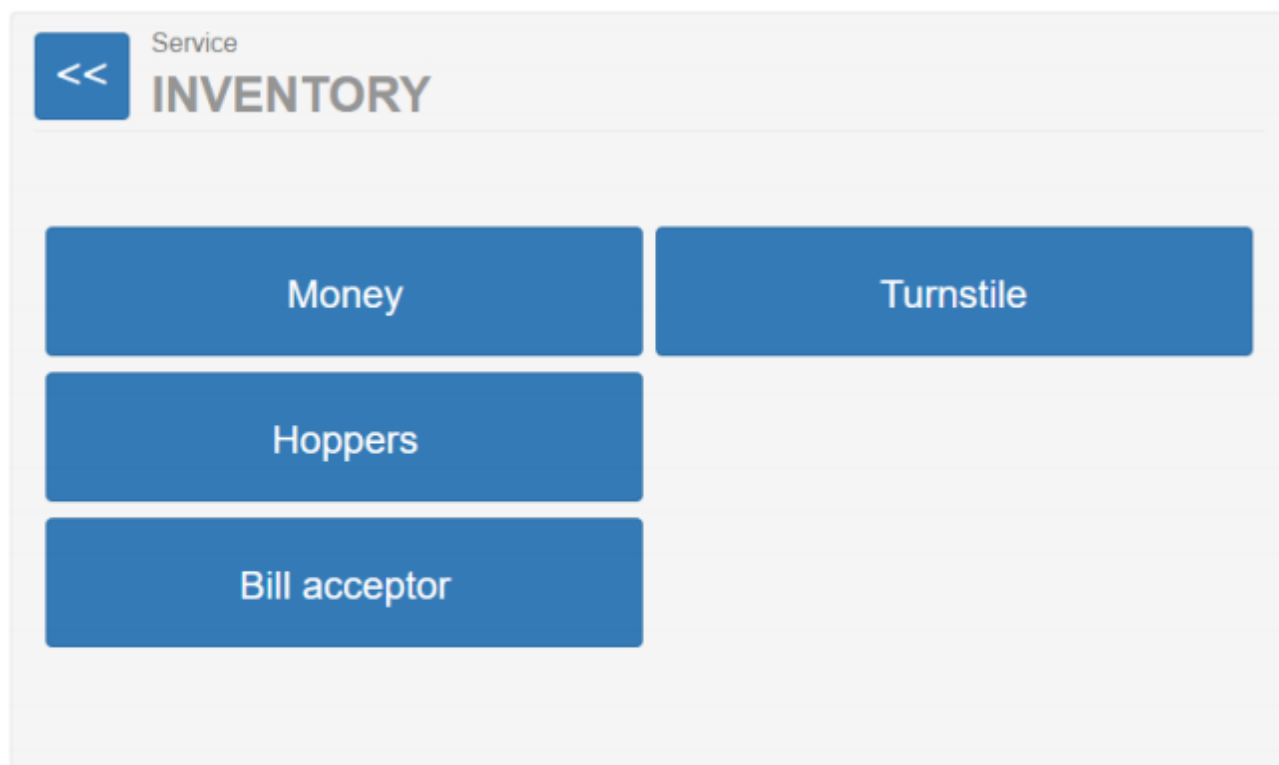 <<
Service
INVENTORY
Money
Turnstile
Hoppers
Bill acceptor